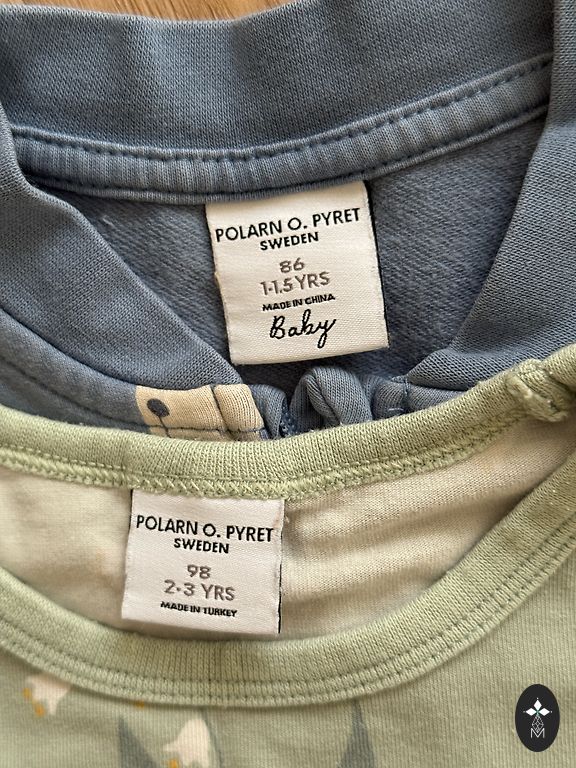 POLARN O. PYRET
SWEDEN
86
1-1.5 YRS
MADE IN CHINA
Baby
POLARN O. PYRET
SWEDEN
98
2-3 YRS
MADE IN TURKEY
M